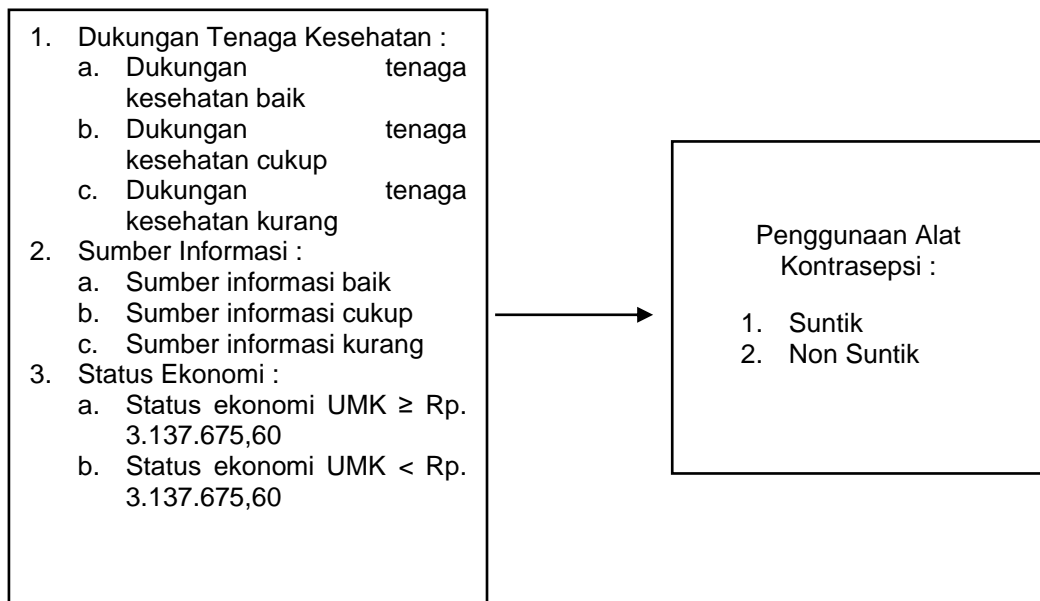 1. Dukungan Tenaga Kesehatan :
a. Dukungan tenaga
kesehatan baik
b. Dukungan tenaga
kesehatan cukup
c. Dukungan tenaga
kesehatan kurang
2. Sumber Informasi :
a. Sumber informasi baik
b. Sumber informasi cukup
c. Sumber informasi kurang
3. Status Ekonomi :
a. Status ekonomi UMK ≥ Rp.
3.137.675,60
b. Status ekonomi UMK < Rp.
3.137.675,60
Penggunaan Alat
Kontrasepsi :
1. Suntik
2. Non Suntik